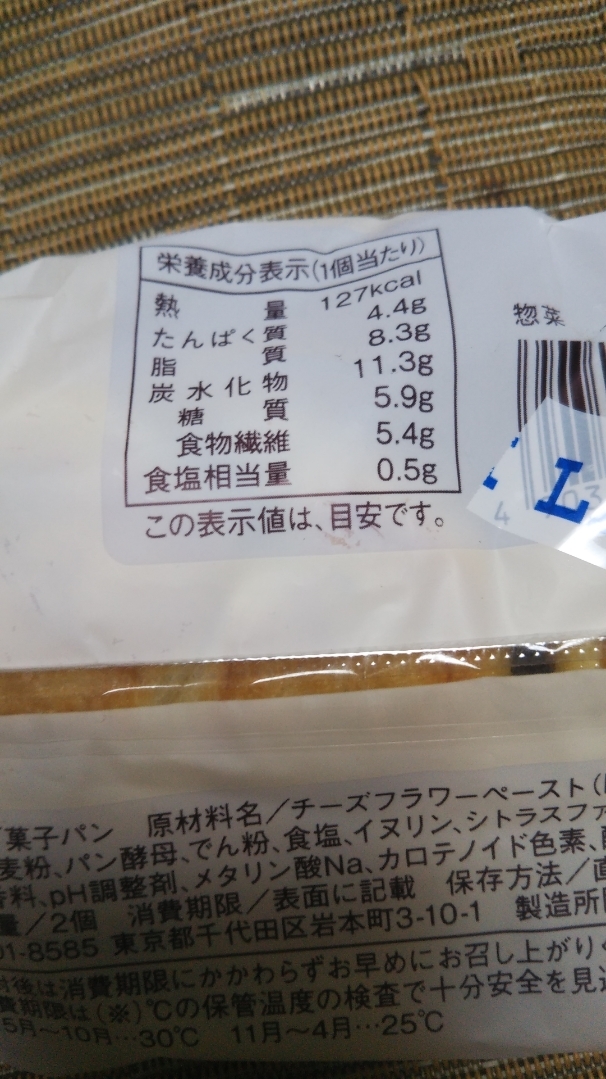 栄養成分表示(1個当たり)
熱量 127kcal
たんぱく質 4.4g
脂質 8.3g
炭水化物 11.3g
糖質 5.9g
食物繊維 5.4g
食塩相当量 0.5g
この表示値は、目安です。
惣菜
L
4
菓子パン 原材料名/チーズフラワーペースト(
麦粉、パン酵母、でん粉、食塩、イヌリン、シトラスファ
料、pH調整剤、メタリン酸Na、カロテノイド色素、
量/2個 消費期限/表面に記載 保存方法/直
01-8585 東京都千代田区岩本町3-10-1 製造所
後は消費期限にかかわらずお早めにお召し上がりく
費期限は(※)℃の保管温度の検査で十分安全を見込
5月〜10月…30℃ 11月〜4月…25℃